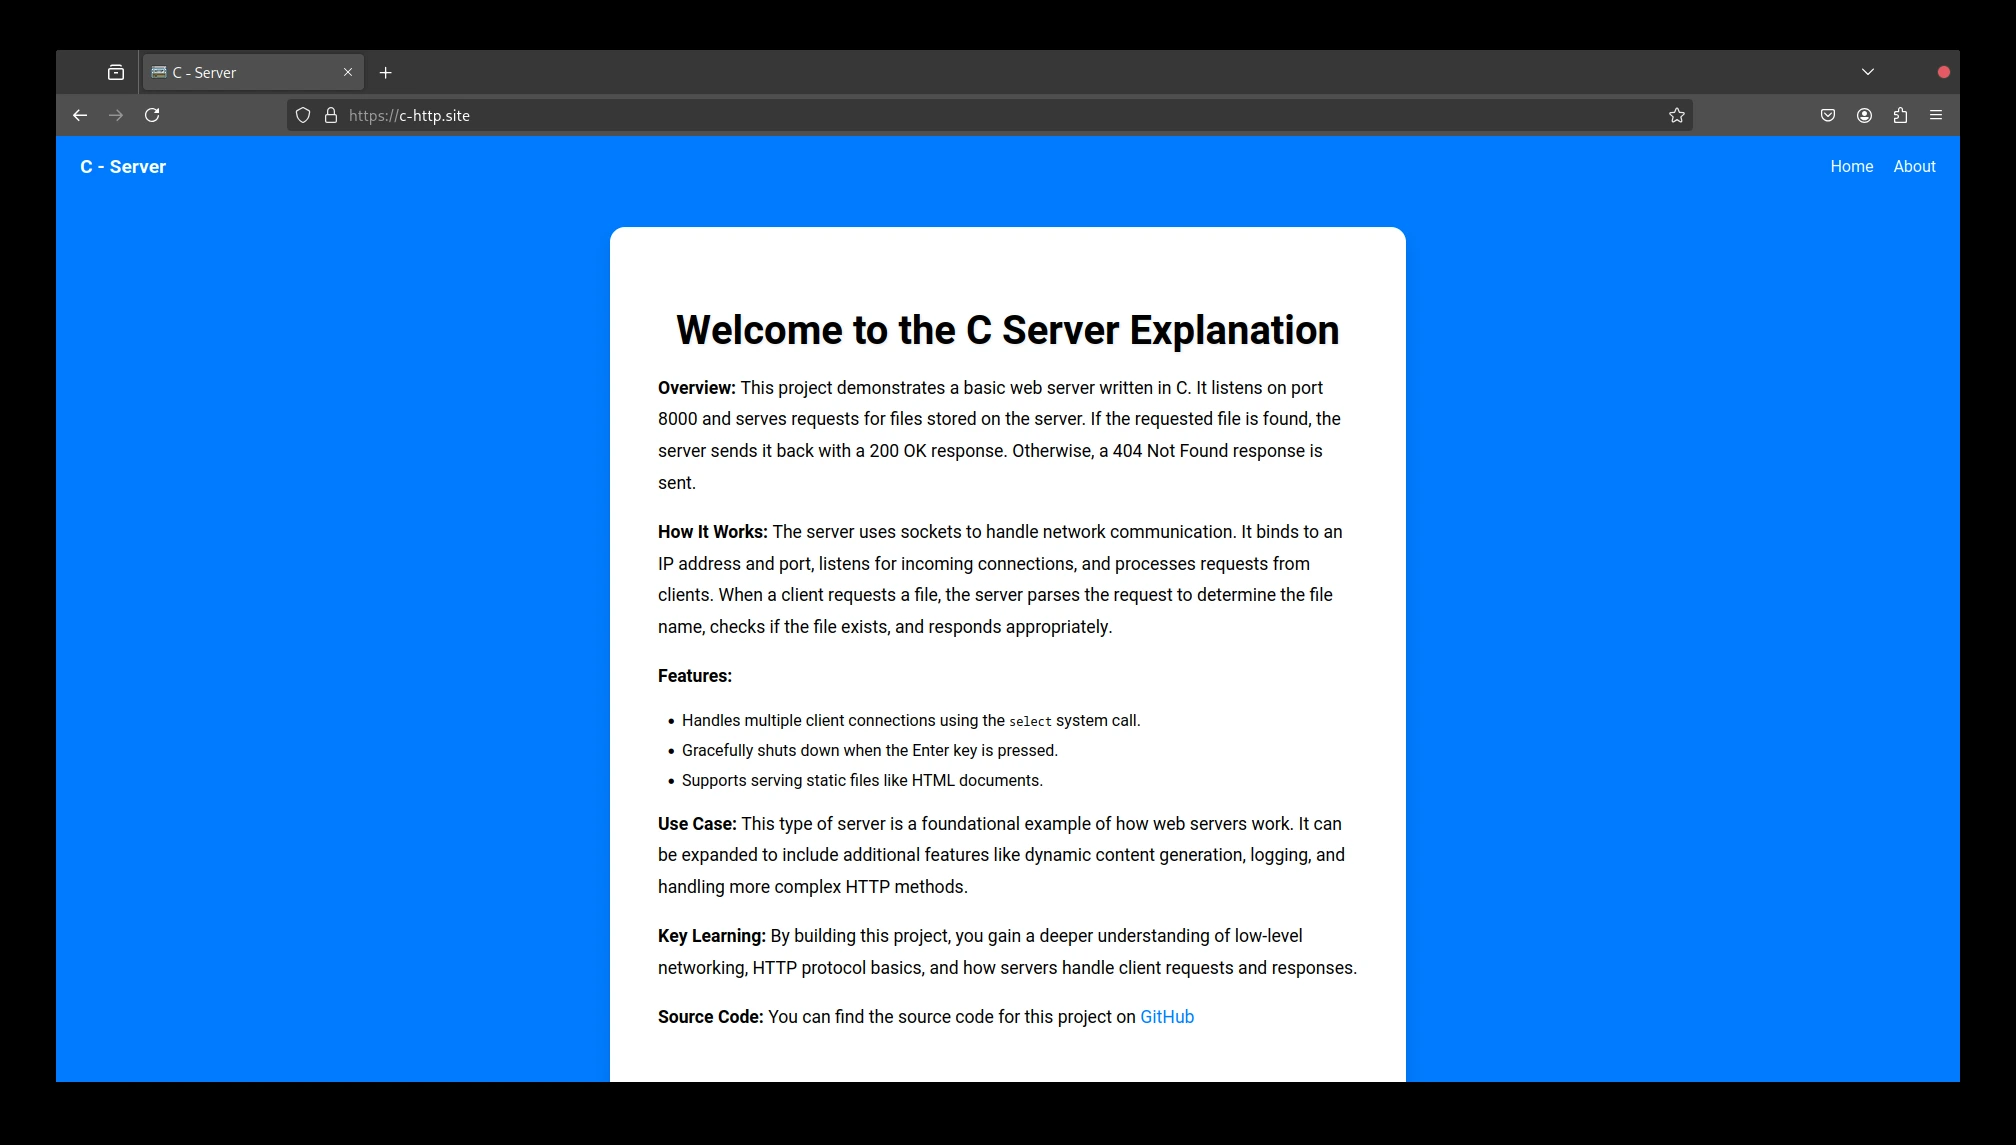 C - Server
https://c-http.site
C - Server
Home About
Welcome to the C Server Explanation
Overview: This project demonstrates a basic web server written in C. It listens on port
8000 and serves requests for files stored on the server. If the requested file is found, the
server sends it back with a 200 OK response. Otherwise, a 404 Not Found response is
sent.
How It Works: The server uses sockets to handle network communication. It binds to an
IP address and port, listens for incoming connections, and processes requests from
clients. When a client requests a file, the server parses the request to determine the file
name, checks if the file exists, and responds appropriately.
Features:
• Handles multiple client connections using the select system call.
• Gracefully shuts down when the Enter key is pressed.
• Supports serving static files like HTML documents.
Use Case: This type of server is a foundational example of how web servers work. It can
be expanded to include additional features like dynamic content generation, logging, and
handling more complex HTTP methods.
Key Learning: By building this project, you gain a deeper understanding of low-level
networking, HTTP protocol basics, and how servers handle client requests and responses.
Source Code: You can find the source code for this project on GitHub